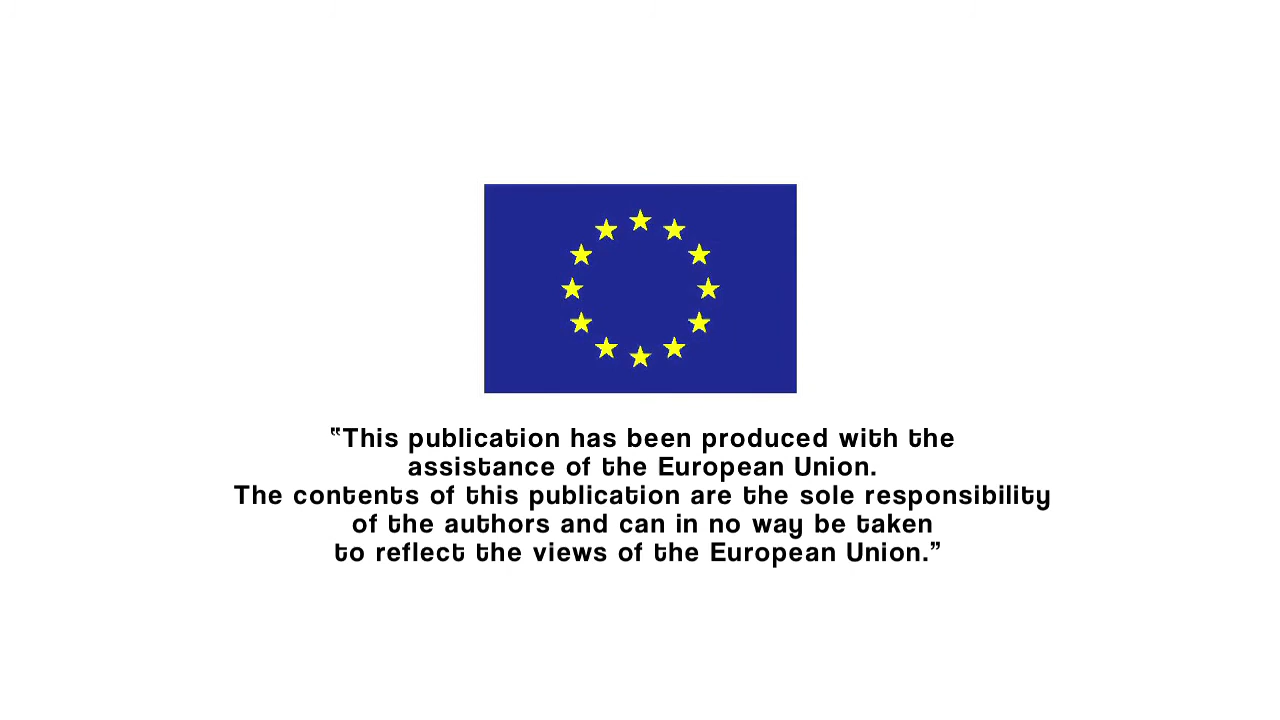 “This publication has been produced with the
assistance of the European Union.
The contents of this publication are the sole responsibility
of the authors and can in no way be taken
to reflect the views of the European Union.”